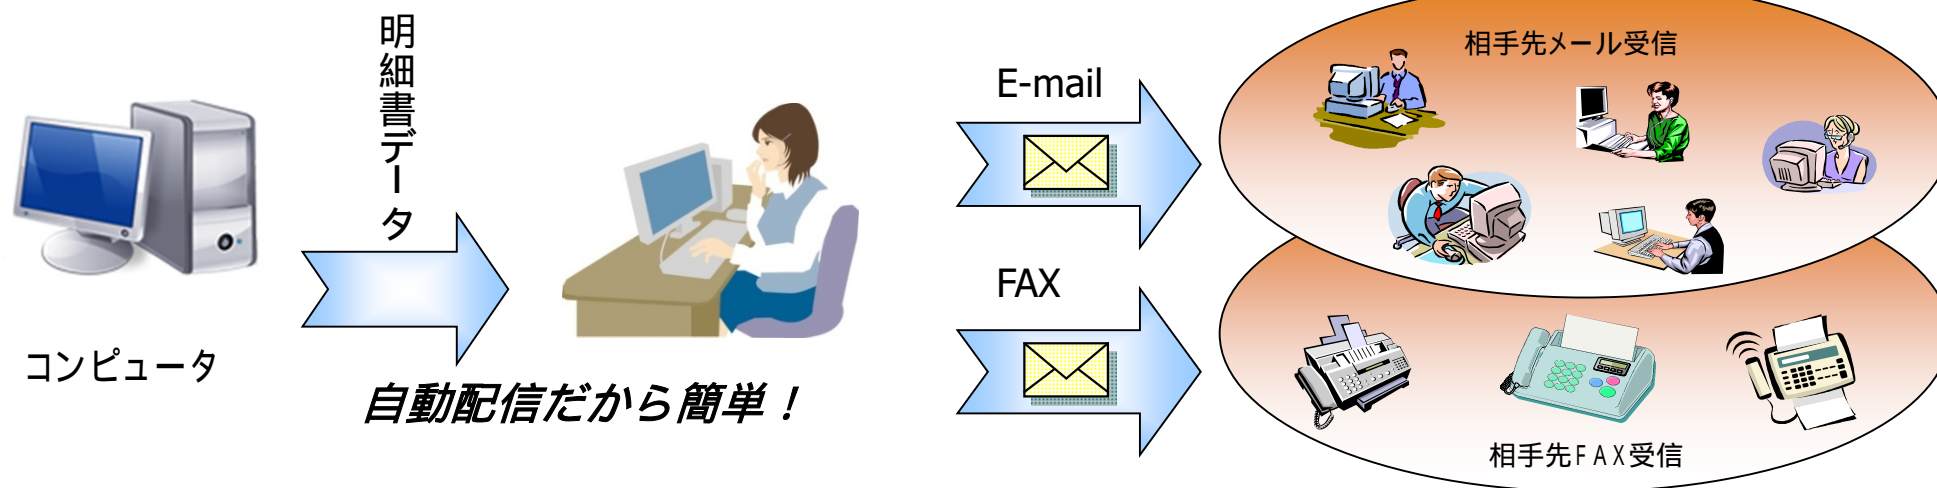 明細書データ
コンピュータ
自動配信だから簡単！
E-mail
FAX
相手先メール受信
相手先ＦＡＸ受信